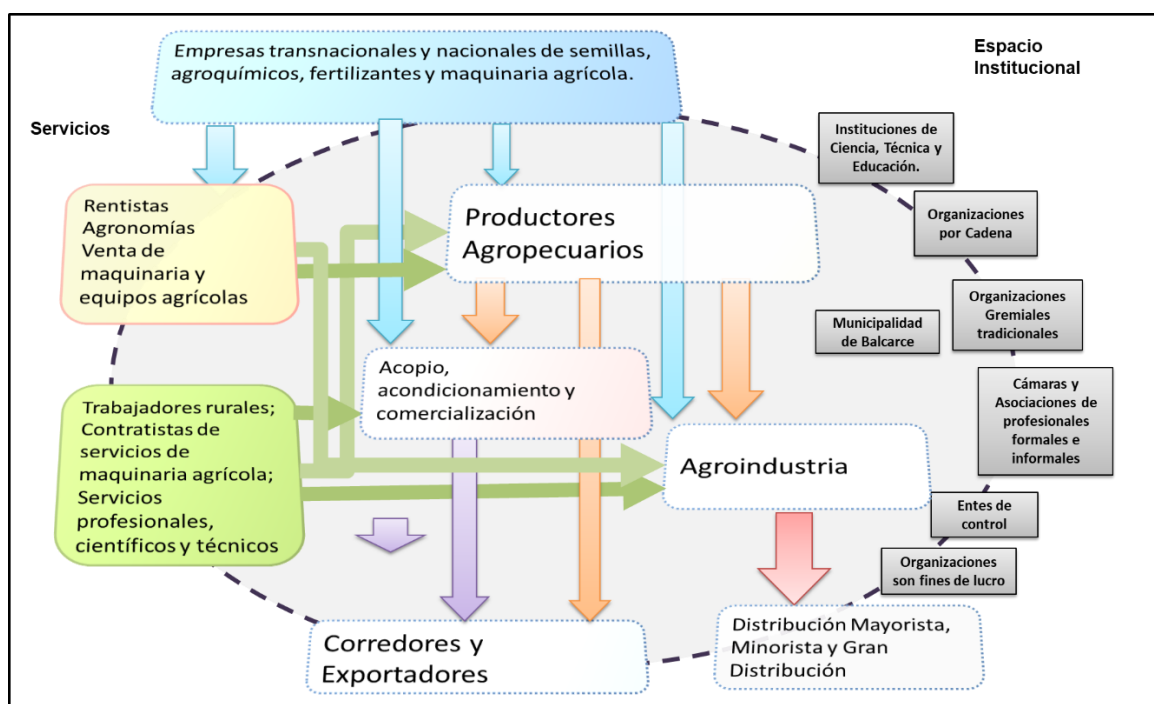 Empresas transnacionales y nacionales de semillas,
agroquímicos, fertilizantes y maquinaria agrícola.
Espacio
Institucional
Servicios
Instituciones de
Ciencia, Técnica y
Educación.
Rentistas
Agronomías
Venta de
maquinaria y
equipos agrícolas
Productores
Agropecuarios
Organizaciones
por Cadena
Organizaciones
Gremiales
tradicionales
Municipalidad
de Balcarce
Acopio,
acondicionamiento y
comercialización
Cámaras y
Asociaciones de
profesionales
formales e
informales
Trabajadores rurales;
Contratistas de
servicios de
maquinaria agrícola;
Servicios
profesionales,
científicos y técnicos
Agroindustria
Entes de
control
Organizaciones
son fines de lucro
Corredores y
Exportadores
Distribución Mayorista,
Minorista y Gran
Distribución